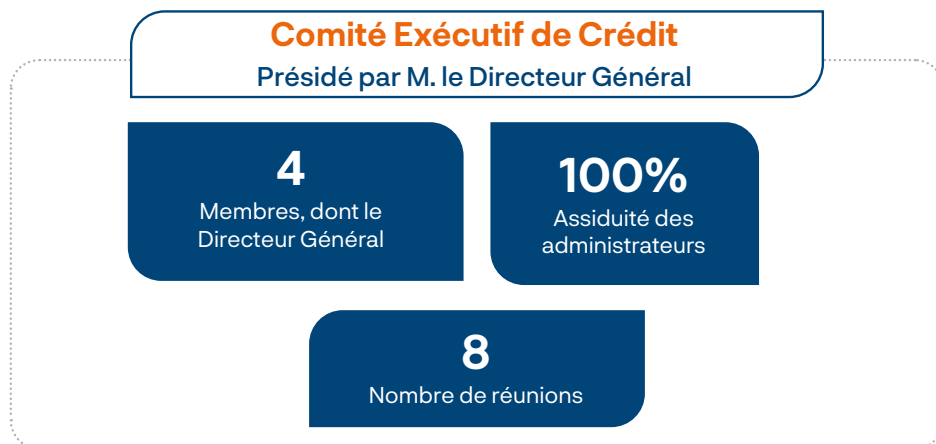 Comité Exécutif de Crédit
Présidé par M. le Directeur Général
4
Membres, dont le
Directeur Général
100%
Assiduité des
administrateurs
8
Nombre de réunions